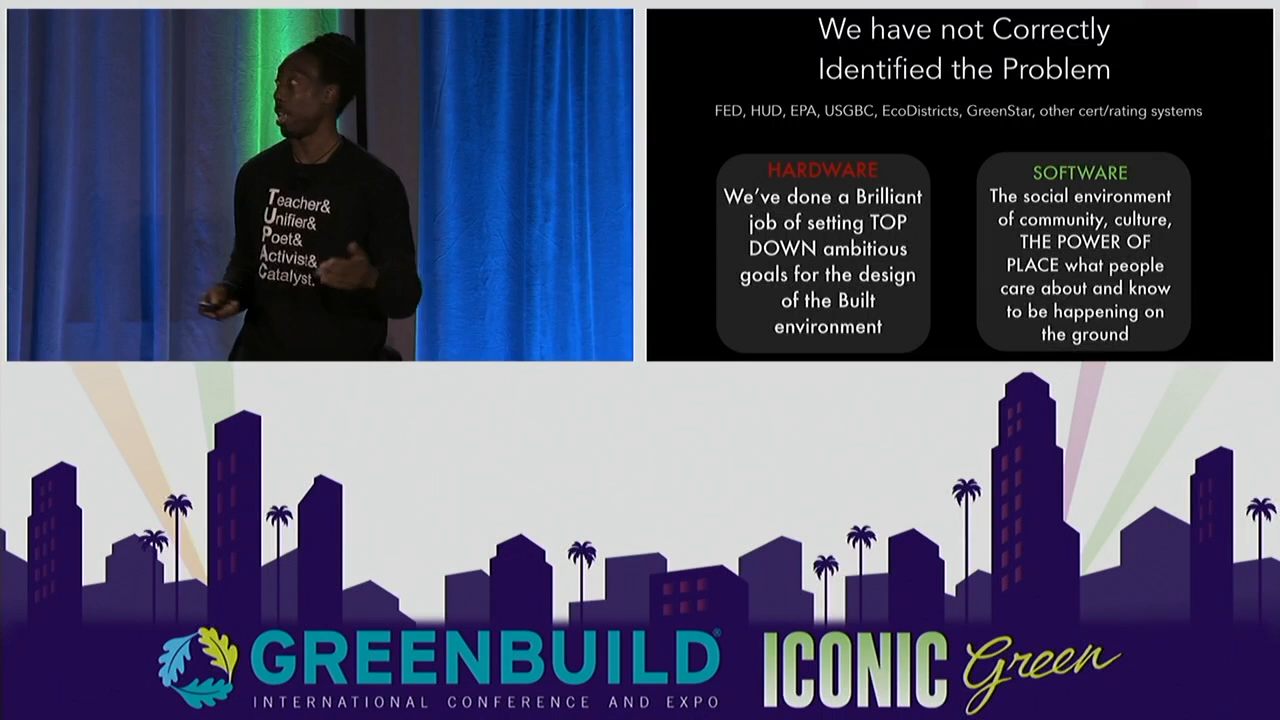 Teacher&
Unifier&
Poet&
Activist&
Catalyst.
We have not Correctly
Identified the Problem
FED, HUD, EPA, USGBC, EcoDistricts, GreenStar, other cert/rating systems
HARDWARE
We've done a Brilliant
job of setting TOP
DOWN ambitious
goals for the design
of the Built
environment
SOFTWARE
The social environment
of community, culture,
THE POWER OF
PLACE what people
care about and know
to be happening on
the ground
GREENBUILD®
INTERNATIONAL CONFERENCE AND EXPO
ICONIC Green